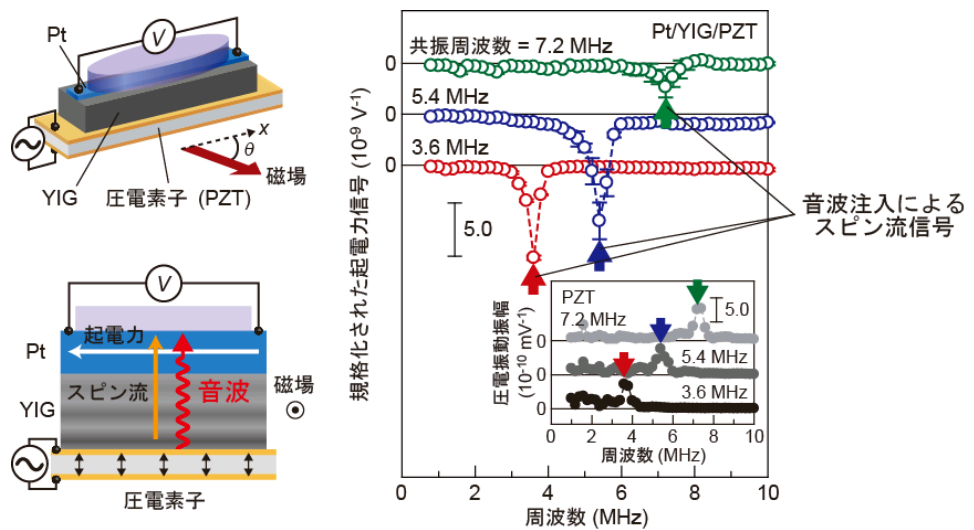 Pt
V
x
θ
磁場
YIG
圧電素子 (PZT)
V
起電力
Pt
スピン流
音波
磁場
YIG
圧電素子
Pt/YIG/PZT
共振周波数 = 7.2 MHz
0
5.4 MHz
0
3.6 MHz
0
5.0
規格化された起電力信号 (10-9 V-1)
音波注入による
スピン流信号
PZT
7.2 MHz
5.0
0
5.4 MHz
0
3.6 MHz
0
圧電振動振幅
(10-10 mV-1)
0 2 4 6 8 10
周波数 (MHz)
0 2 4 6 8 10
周波数 (MHz)